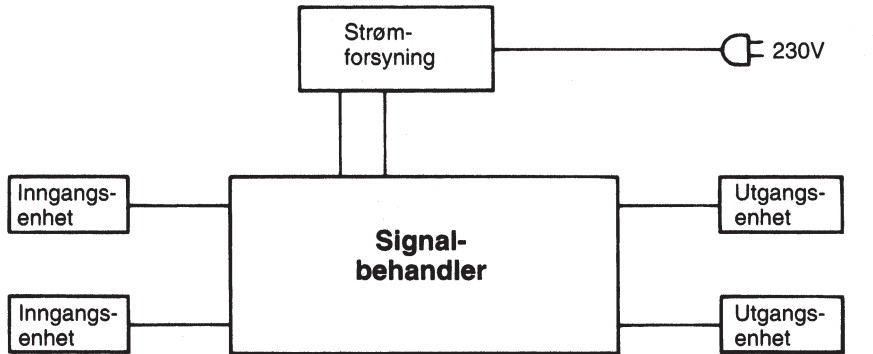 Strøm-
forsyning
230V
Inngangs-
enhet
Utgangs-
enhet
Signal-
behandler
Inngangs-
enhet
Utgangs-
enhet